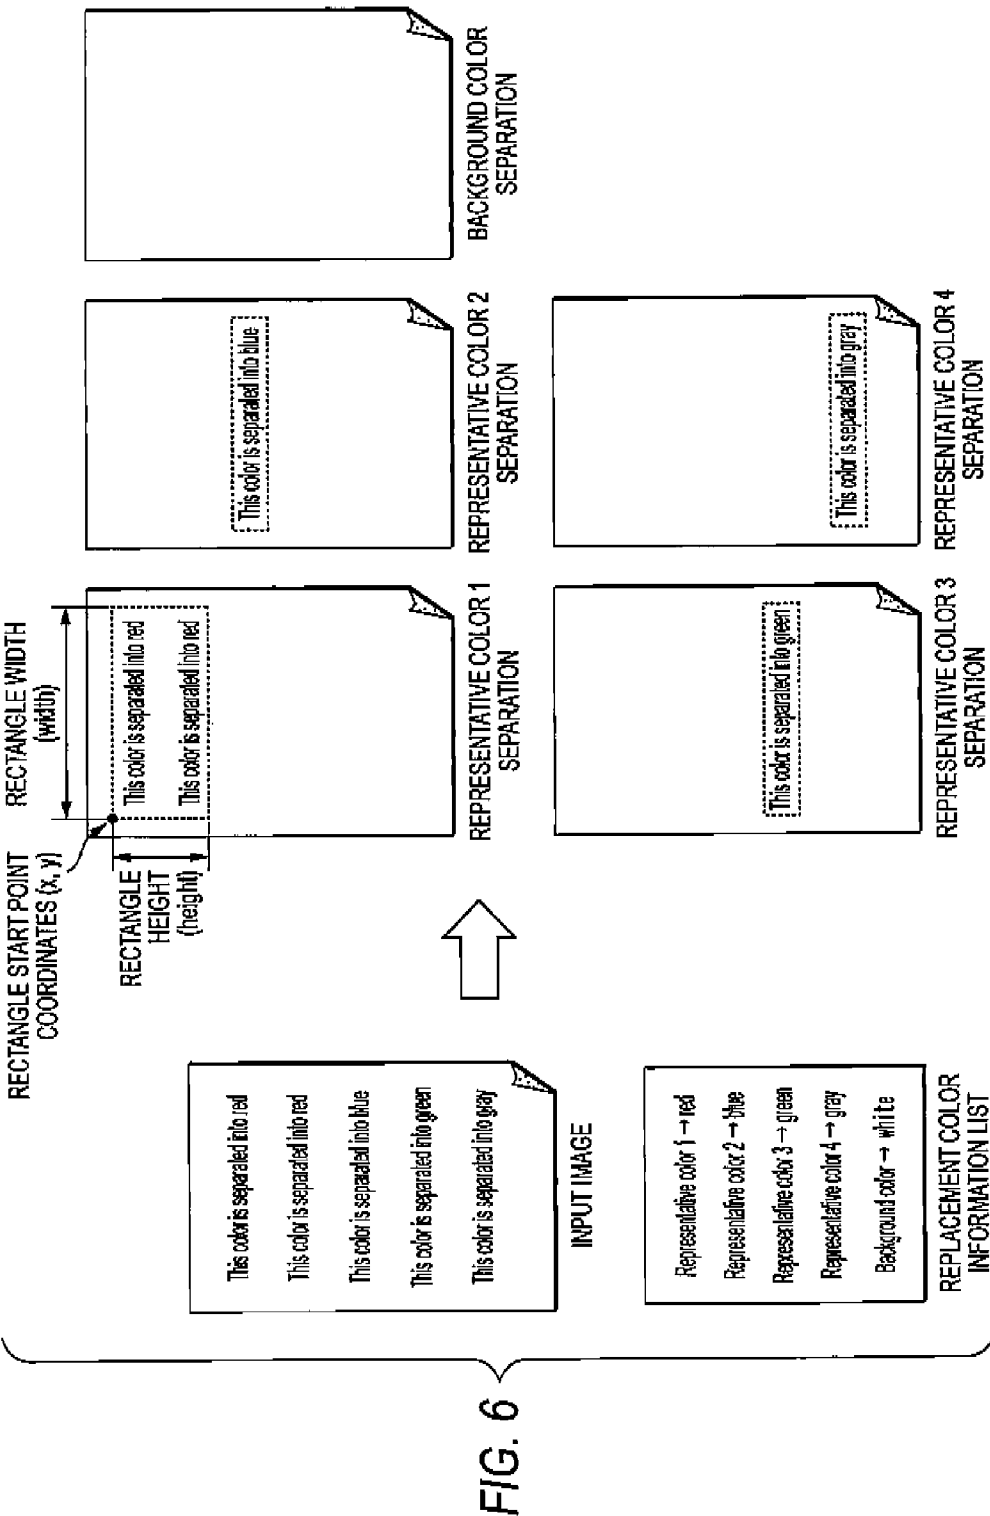 FIG. 6
This color is separated into red
This color is separated into red
This color is separated into blue
This color is separated into green
This color is separated into gray
INPUT IMAGE
Representative color 1 → red
Representative color 2 → blue
Representative color 3 → green
Representative color 4 → gray
Background color → white
REPLACEMENT COLOR
INFORMATION LIST
RECTANGLE START POINT
COORDINATES (x, y)
RECTANGLE WIDTH
(width)
RECTANGLE
HEIGHT
(height)
This color is separated into red
This color is separated into red
REPRESENTATIVE COLOR 1
SEPARATION
This color is separated into blue
REPRESENTATIVE COLOR 2
SEPARATION
BACKGROUND COLOR
SEPARATION
This color is separated into green
REPRESENTATIVE COLOR 3
SEPARATION
This color is separated into gray
REPRESENTATIVE COLOR 4
SEPARATION